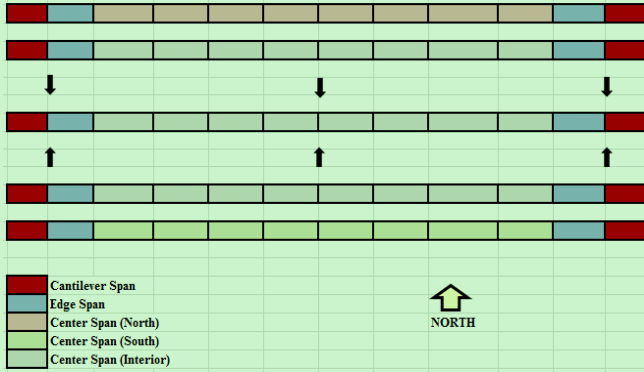 Cantilever Span
Edge Span
Center Span (North)
NORTH
Center Span (South)
Center Span (Interior)